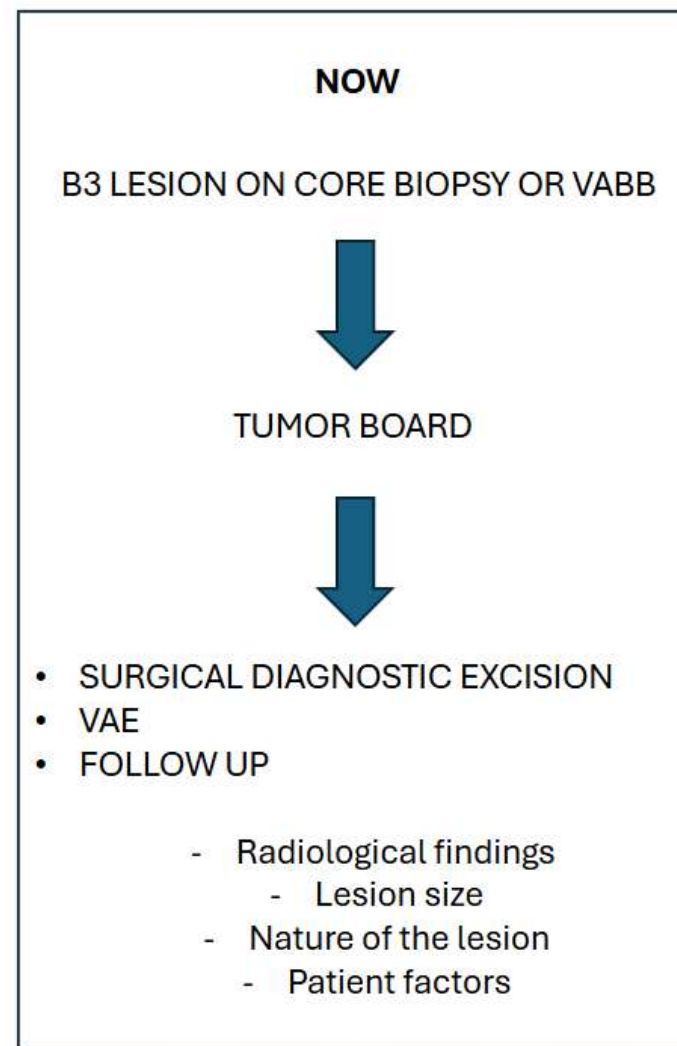 NOW
B3 LESION ON CORE BIOPSY OR VABB
TUMOR BOARD
• SURGICAL DIAGNOSTIC EXCISION
• VAE
• FOLLOW UP
- Radiological findings
- Lesion size
- Nature of the lesion
- Patient factors